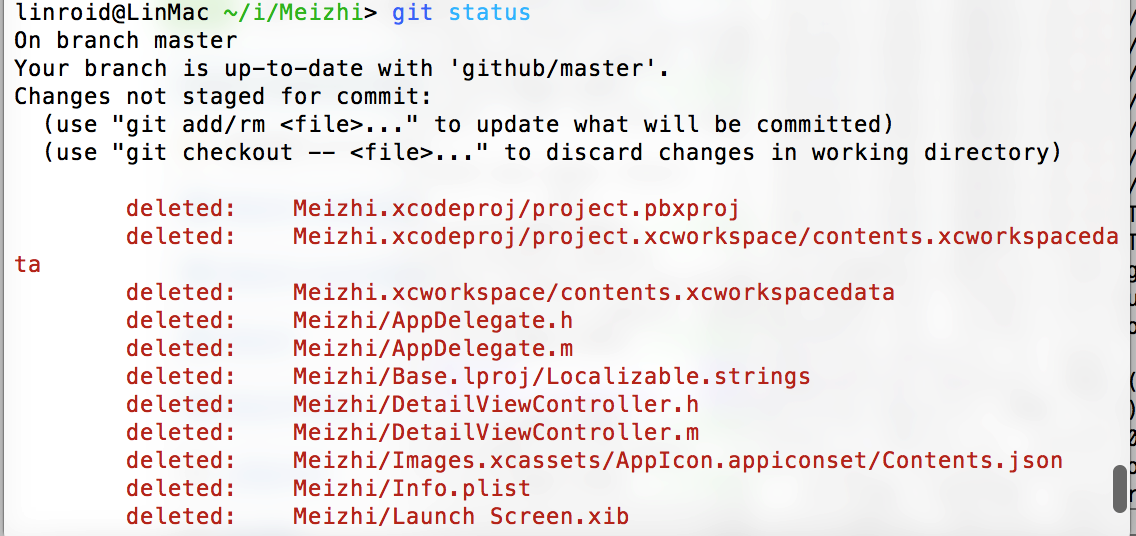 linroid@LinMac ~/i/Meizhi> git status
On branch master
Your branch is up-to-date with 'github/master'.
Changes not staged for commit:
  (use "git add/rm <file>..." to update what will be committed)
  (use "git checkout -- <file>..." to discard changes in working directory)
        deleted:    Meizhi.xcodeproj/project.pbxproj
        deleted:    Meizhi.xcodeproj/project.xcworkspace/contents.xcworkspaceda
ta
        deleted:    Meizhi.xcworkspace/contents.xcworkspacedata
        deleted:    Meizhi/AppDelegate.h
        deleted:    Meizhi/AppDelegate.m
        deleted:    Meizhi/Base.lproj/Localizable.strings
        deleted:    Meizhi/DetailViewController.h
        deleted:    Meizhi/DetailViewController.m
        deleted:    Meizhi/Images.xcassets/AppIcon.appiconset/Contents.json
        deleted:    Meizhi/Info.plist
        deleted:    Meizhi/Launch Screen.xib